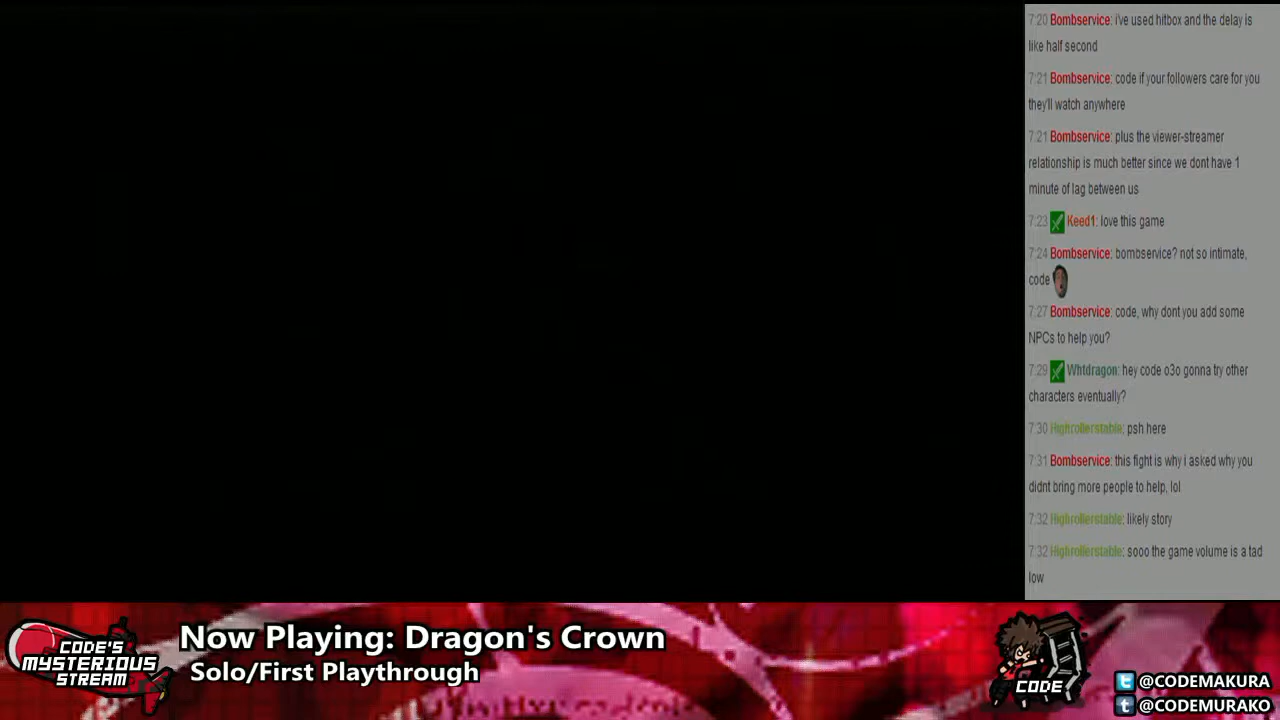 7:20 Bombservice: i've used hitbox and the delay is
like half second
7:21 Bombservice: code if your followers care for you
they'll watch anywhere
7:21 Bombservice: plus the viewer-streamer
relationship is much better since we dont have 1
minute of lag between us
7:23 Keed1: love this game
7:24 Bombservice: bombservice? not so intimate,
code
7:27 Bombservice: code, why dont you add some
NPCs to help you?
7:29 Whtdragon: hey code o3o gonna try other
characters eventually?
7:30 Highrollerstable: psh here
7:31 Bombservice: this fight is why i asked why you
didnt bring more people to help, lol
7:32 Highrollerstable: likely story
7:32 Highrollerstable: sooo the game volume is a tad
low
CODE'S
MYSTERIOUS
STREAM
Now Playing: Dragon's Crown
Solo/First Playthrough
CODE
@CODEMAKURA
@CODEMURAKO